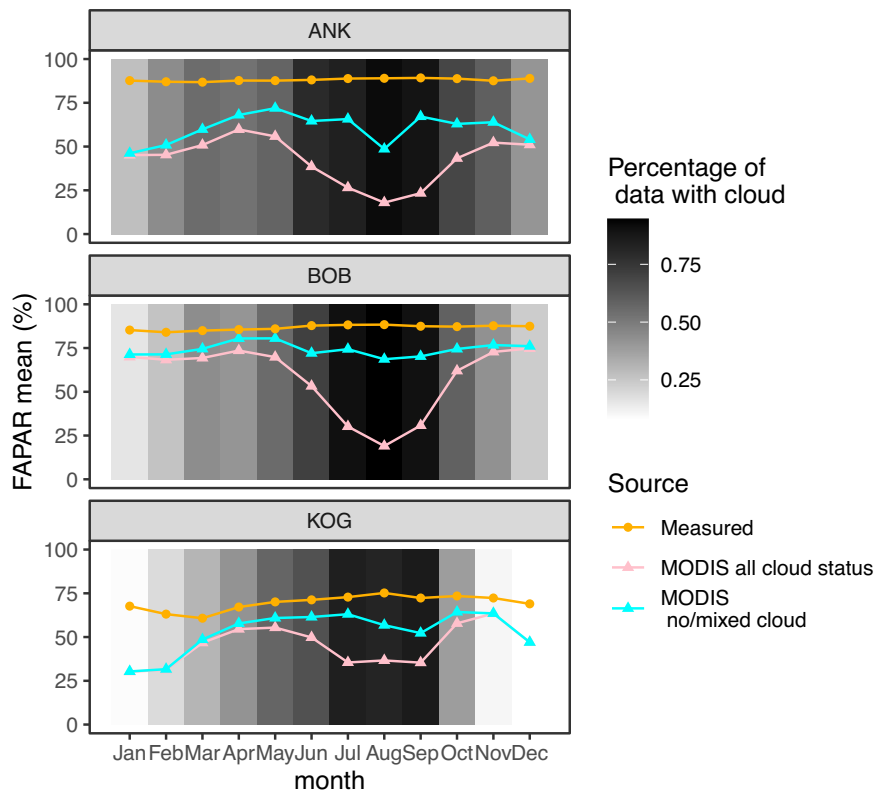 ANK
100
75
50
25
0
BOB
100
75
50
25
0
KOG
100
75
50
25
0
FAPAR mean (%)
Jan Feb Mar Apr May Jun Jul Aug Sep Oct Nov Dec
month
Percentage of
data with cloud
0.75
0.50
0.25
Source
Measured
MODIS all cloud status
MODIS
no/mixed cloud